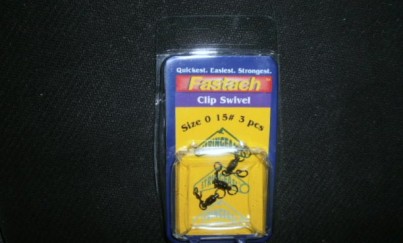 Quickest. Easiest. Strongest.
Fastach
Clip Swivel
Size 0 15# 3 pcs